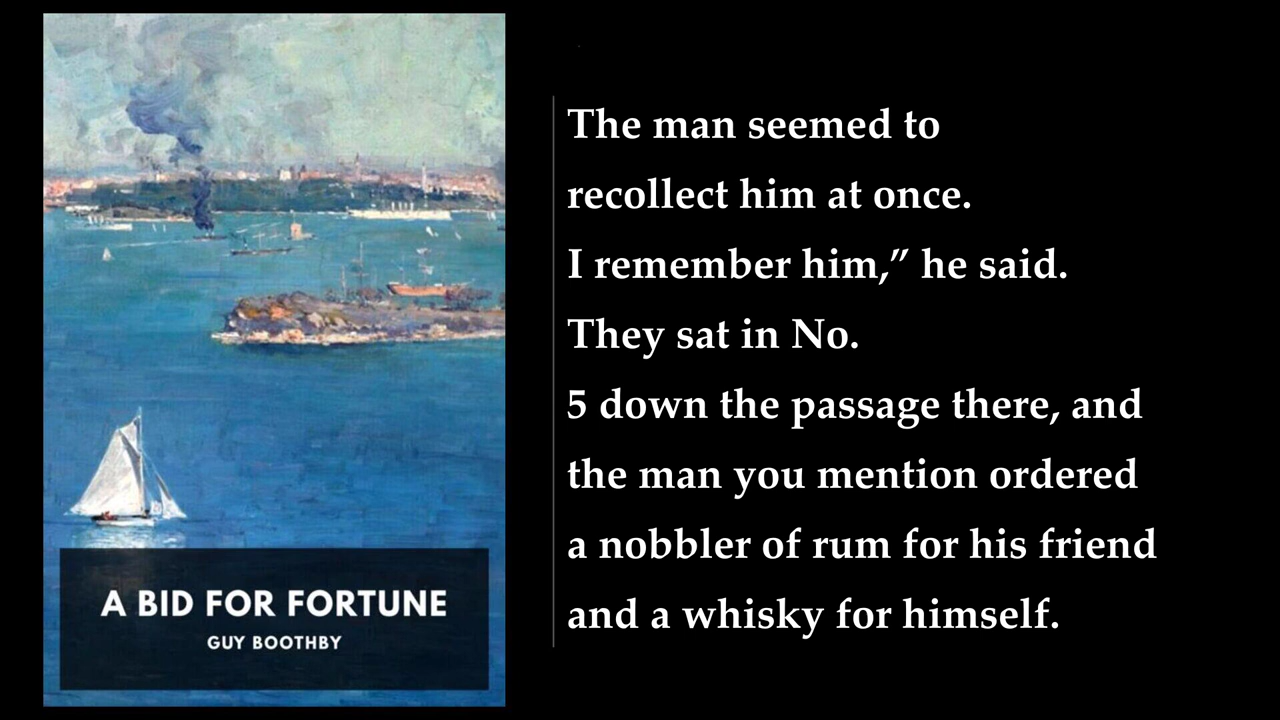 A BID FOR FORTUNE
GUY BOOTHBY
The man seemed to
recollect him at once.
I remember him,” he said.
They sat in No.
5 down the passage there, and
the man you mention ordered
a nobbler of rum for his friend
and a whisky for himself.